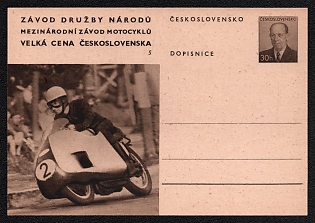 ZÁVOD DRUŽBY NÁRODŮ
MEZINÁRODNÍ ZÁVOD MOTOCYKLŮ
VELKÁ CENA ČESKOSLOVENSKA
5
ČESKOSLOVENSKO
DOPISNICE
ČESKOSLOVENSKO
30h
2